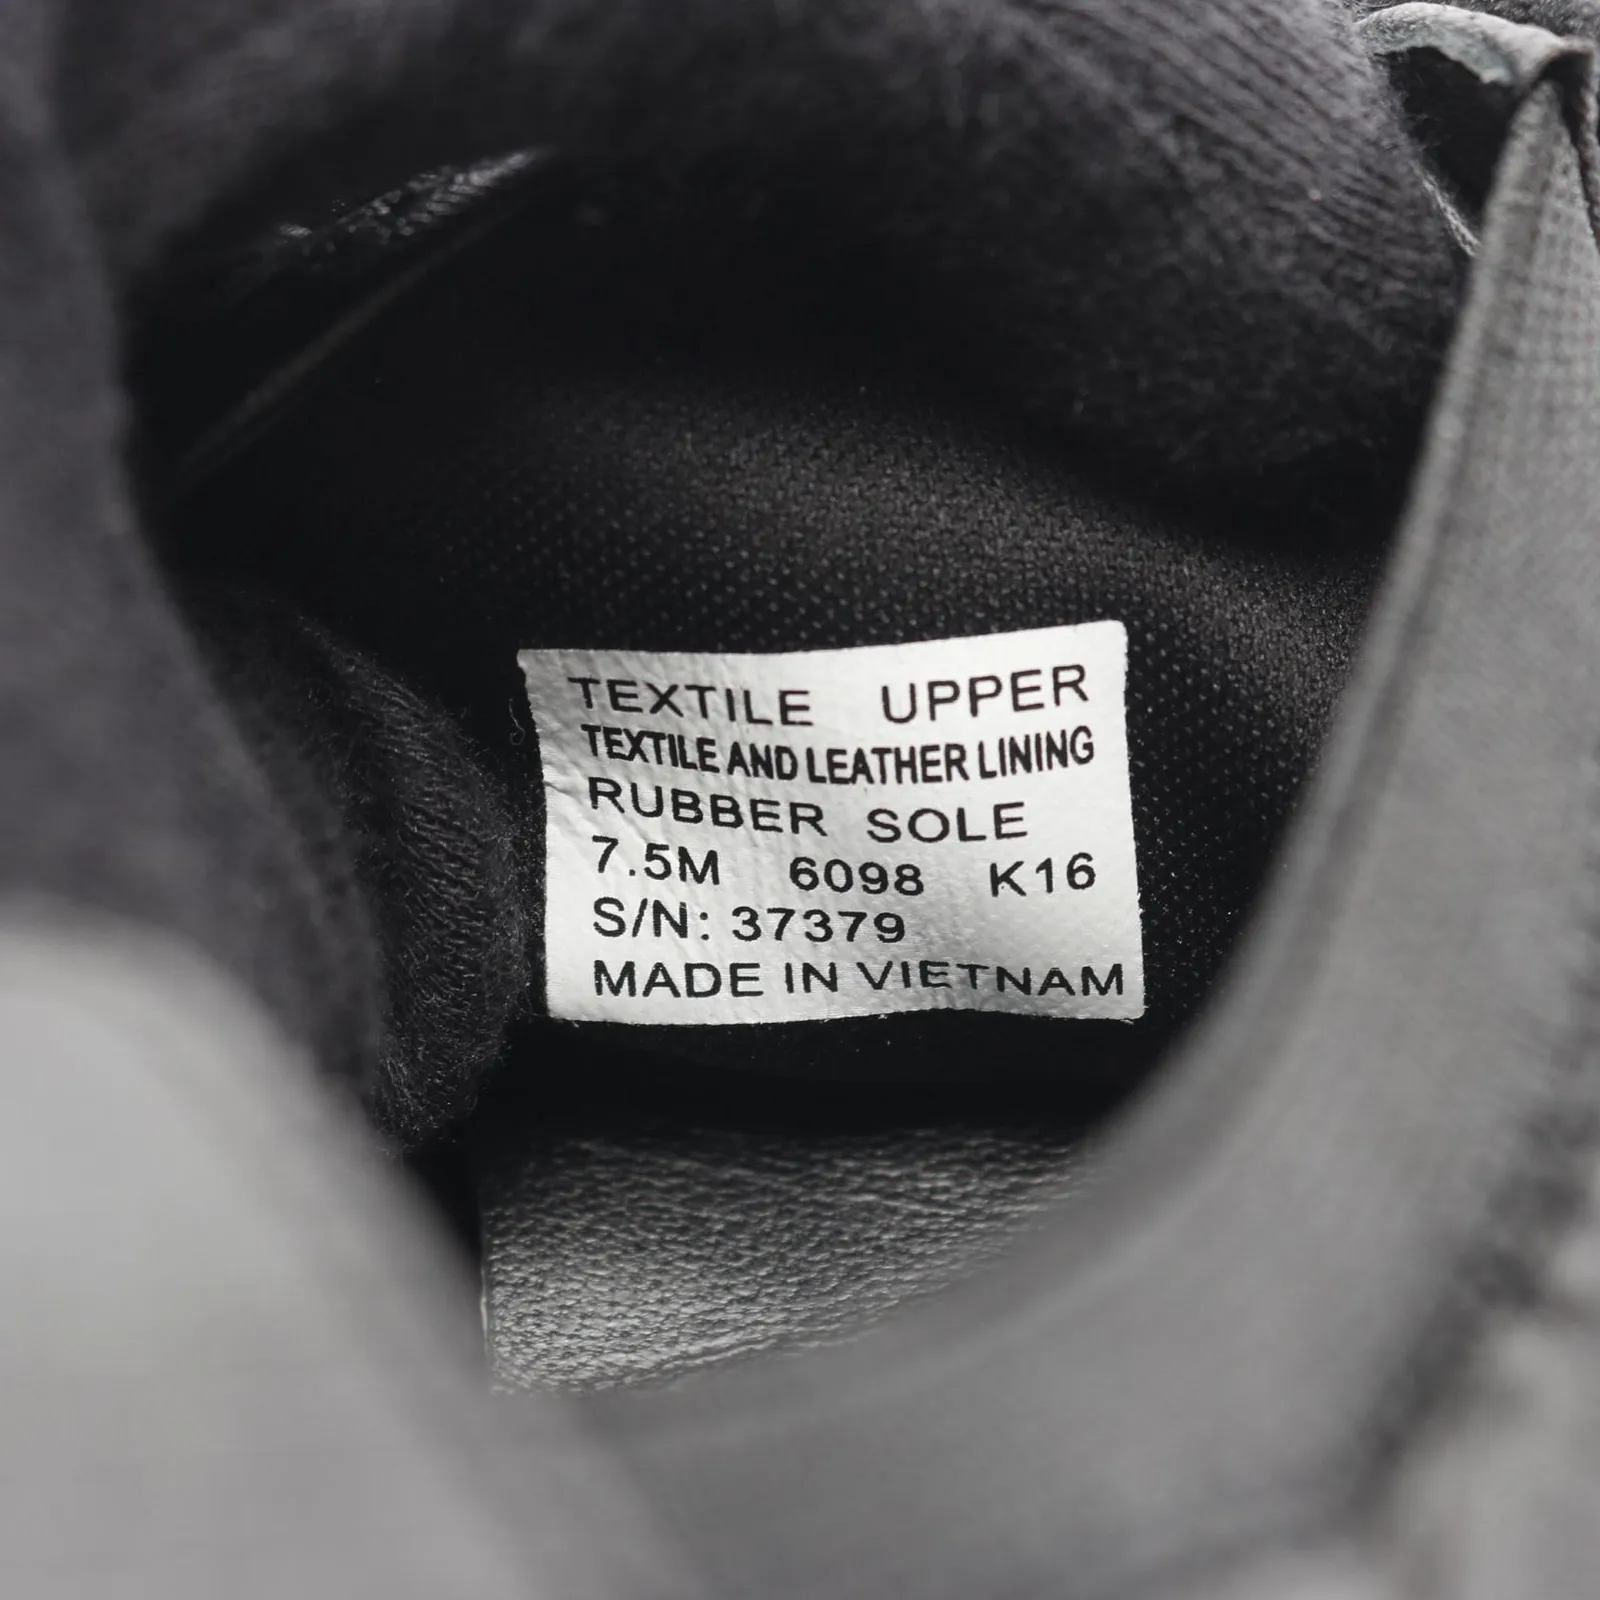 TEXTILE UPPER
TEXTILE AND LEATHER LINING
RUBBER SOLE
7.5M 6098 K16
S/N: 37379
MADE IN VIETNAM